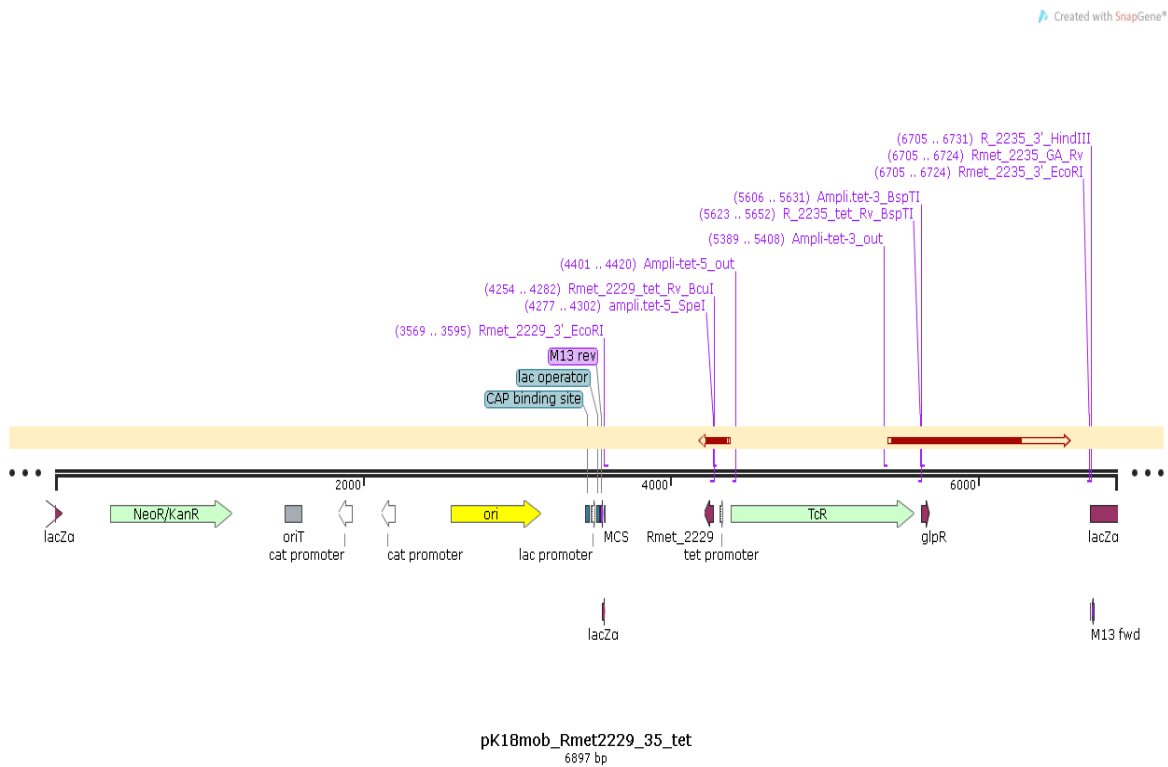 Created with SnapGene®
(6705 .. 6731) R_2235_3'_HindIII
(6705 .. 6724) Rmet_2235_GA_Rv
(6705 .. 6724) Rmet_2235_3'_EcoRI
(5606 .. 5631) Ampli.tet-3_BspTI
(5623 .. 5652) R_2235_tet_Rv_BspTI
(5389 .. 5408) Ampli-tet-3_out
(4401 .. 4420) Ampli-tet-5_out
(4254 .. 4282) Rmet_2229_tet_Rv_BcuI
(4277 .. 4302) ampli.tet-5_SpeI
(3569 .. 3595) Rmet_2229_3'_EcoRI
M13 rev
lac operator
CAP binding site
2000 4000 6000
NeoR/KanR ori TcR
lacZα oriT MCS Rmet_2229 glpR lacZα
cat promoter cat promoter lac promoter tet promoter
lacZα M13 fwd
pK18mob_Rmet2229_35_tet
6897 bp